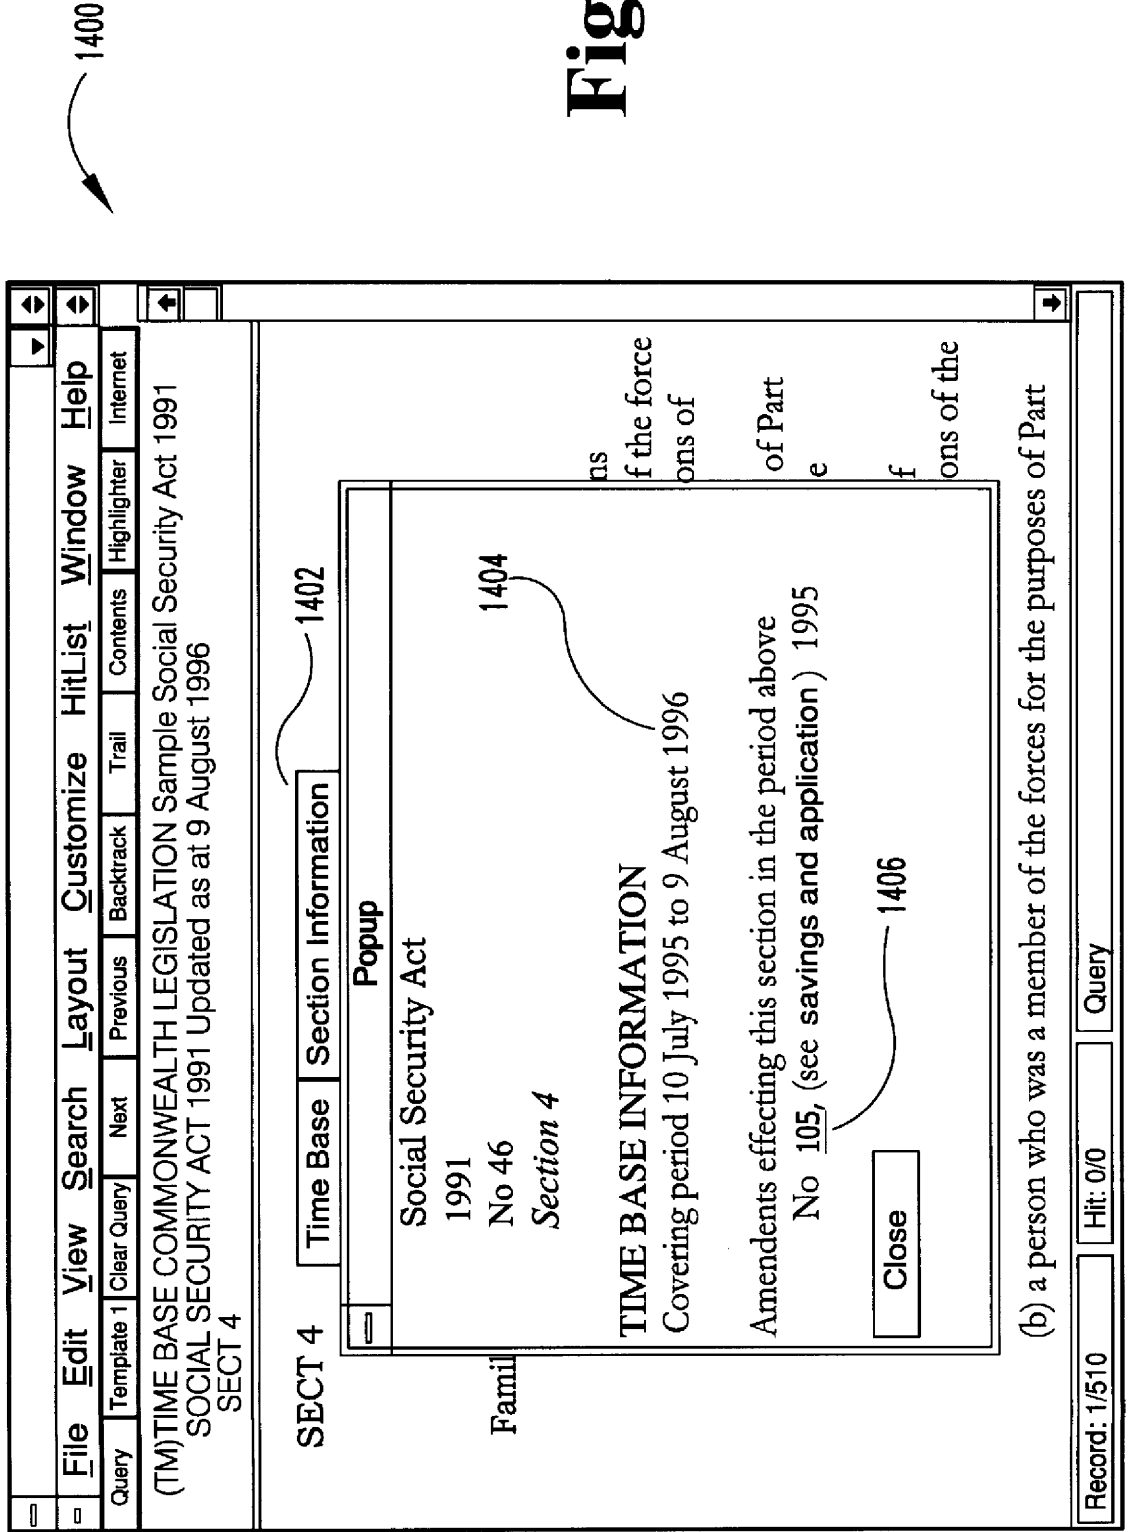 1400
File Edit View Search Layout Customize HitList Window Help
Query Template 1 Clear Query Next Previous Backtrack Trail Contents Highlighter Internet
(TM)TIME BASE COMMONWEALTH LEGISLATION Sample Social Security Act 1991
SOCIAL SECURITY ACT 1991 Updated as at 9 August 1996
SECT 4
SECT 4 Time Base Section Information 1402
Popup
Social Security Act
1991
No 46
Section 4
1404
Famil
ns
TIME BASE INFORMATION
f the force
Covering period 10 July 1995 to 9 August 1996
ons of
Amendents effecting this section in the period above
of Part
No 105, (see savings and application) 1995
e
1406
Close
f
ons of the
(b) a person who was a member of the forces for the purposes of Part
Record: 1/510 Hit: 0/0 Query
Fig